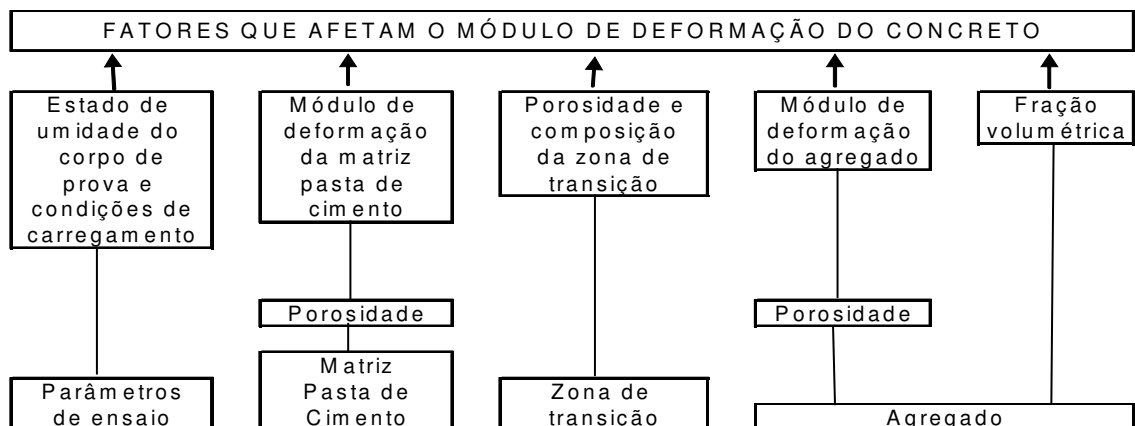 FATORES QUE AFETAM O MÓDULO DE DEFORMAÇÃO DO CONCRETO
Estado de
umidade do
corpo de
prova e
condições de
carregamento
Módulo de
deformação
da matriz
pasta de
cimento
Porosidade e
composição
da zona de
transição
Módulo de
deformação
do agregado
Fração
volumétrica
Porosidade
Porosidade
Parâmetros
de ensaio
Matriz
Pasta de
Cimento
Zona de
transição
Agregado